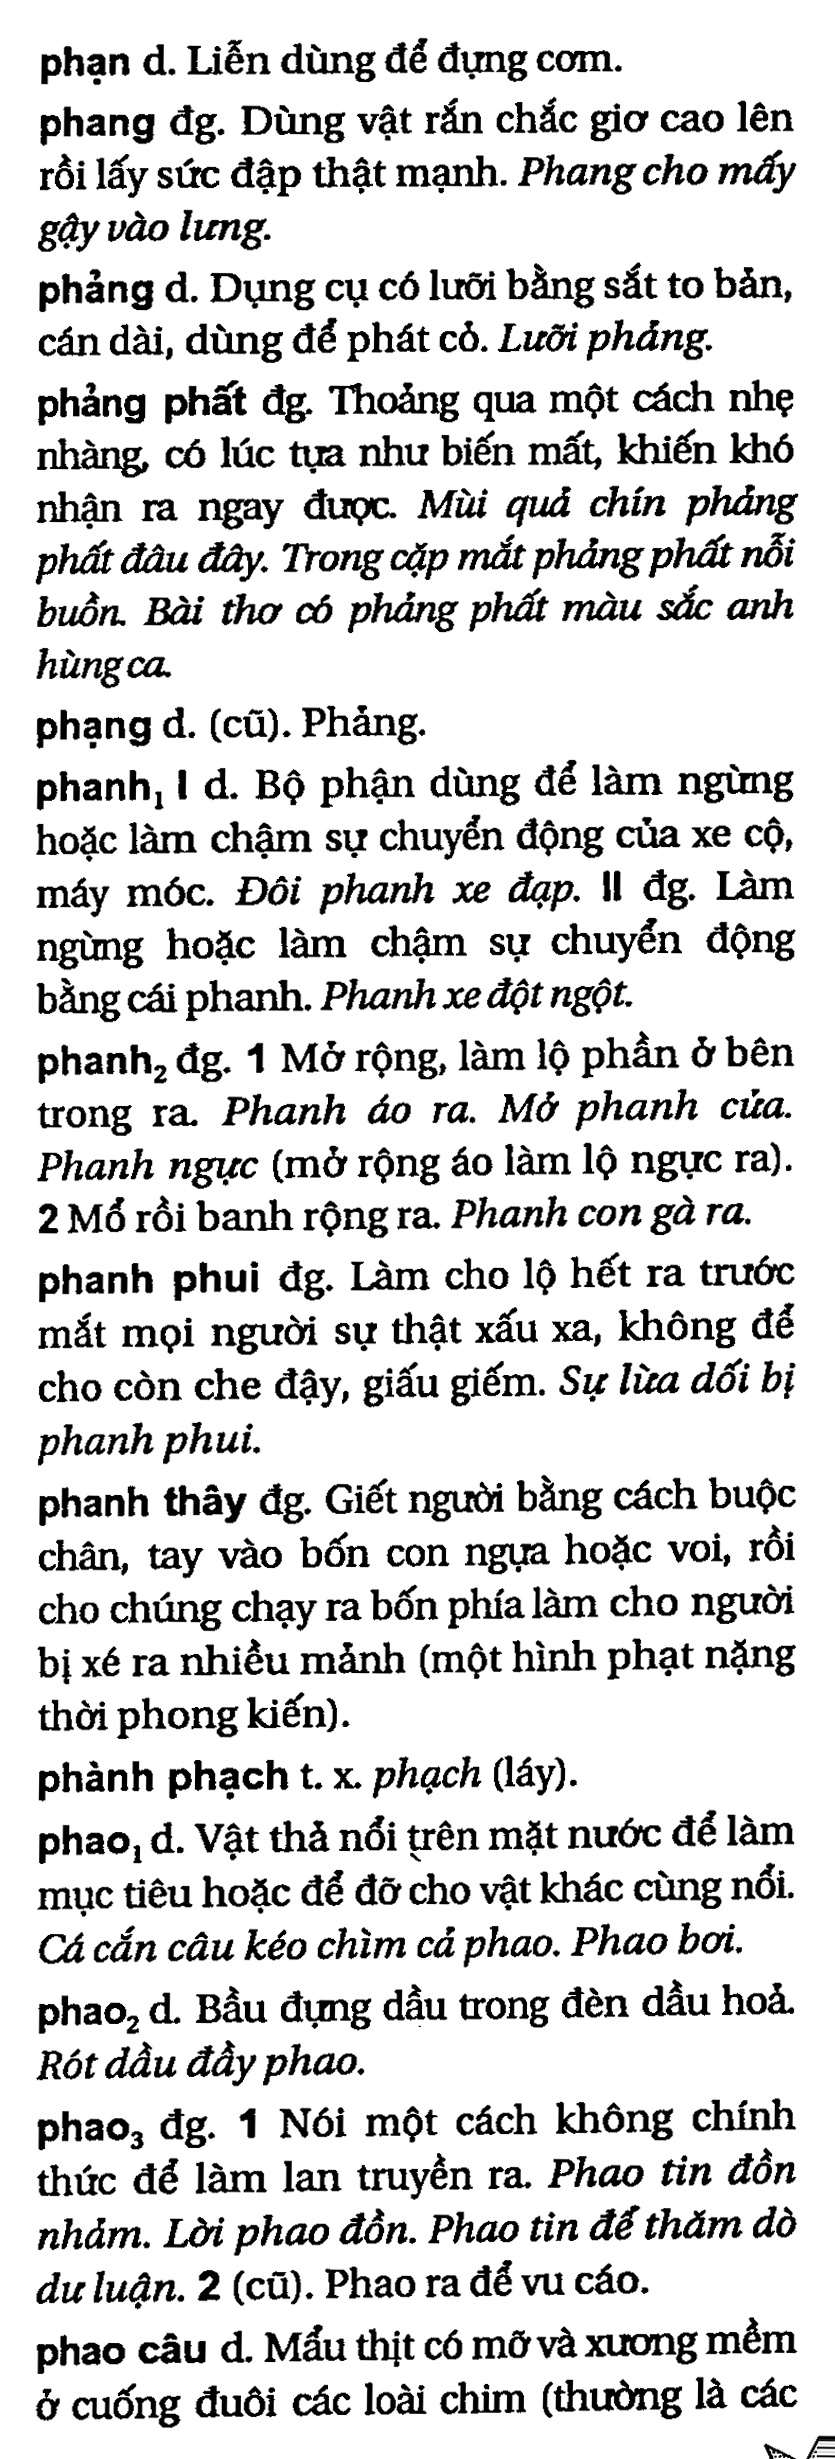 phạn d. Liễn dùng để đựng cơm.
phang đg. Dùng vật rắn chắc giơ cao lên
rồi lấy sức đập thật mạnh. Phang cho mấy
gậy vào lưng.
phảng d. Dụng cụ có lưỡi bằng sắt to bản,
cán dài, dùng để phát cỏ. Lưỡi phảng.
phảng phất đg. Thoảng qua một cách nhẹ
nhàng, có lúc tựa như biến mất, khiến khó
nhận ra ngay được. Mùi quả chín phảng
phất đâu đây. Trong cặp mắt phảng phất nỗi
buồn. Bài thơ có phảng phất màu sắc anh
hùng ca.
phạng d. (cũ). Phảng.
phanh₁ I d. Bộ phận dùng để làm ngừng
hoặc làm chậm sự chuyển động của xe cộ,
máy móc. Đôi phanh xe đạp. II đg. Làm
ngừng hoặc làm chậm sự chuyển động
bằng cái phanh. Phanh xe đột ngột.
phanh₂ đg. 1 Mở rộng, làm lộ phần ở bên
trong ra. Phanh áo ra. Mở phanh cửa.
Phanh ngực (mở rộng áo làm lộ ngực ra).
2 Mổ rồi banh rộng ra. Phanh con gà ra.
phanh phui đg. Làm cho lộ hết ra trước
mắt mọi người sự thật xấu xa, không để
cho còn che đậy, giấu giếm. Sự lừa dối bị
phanh phui.
phanh thây đg. Giết người bằng cách buộc
chân, tay vào bốn con ngựa hoặc voi, rồi
cho chúng chạy ra bốn phía làm cho người
bị xé ra nhiều mảnh (một hình phạt nặng
thời phong kiến).
phành phạch t. x. phạch (láy).
phao₁ d. Vật thả nổi trên mặt nước để làm
mục tiêu hoặc để đỡ cho vật khác cùng nổi.
Cá cắn câu kéo chìm cả phao. Phao bơi.
phao₂ d. Bầu đựng dầu trong đèn dầu hoả.
Rót dầu đầy phao.
phao₃ đg. 1 Nói một cách không chính
thức để làm lan truyền ra. Phao tin đồn
nhảm. Lời phao đồn. Phao tin để thăm dò
dư luận. 2 (cũ). Phao ra để vu cáo.
phao câu d. Mẩu thịt có mỡ và xương mềm
ở cuống đuôi các loài chim (thường là các